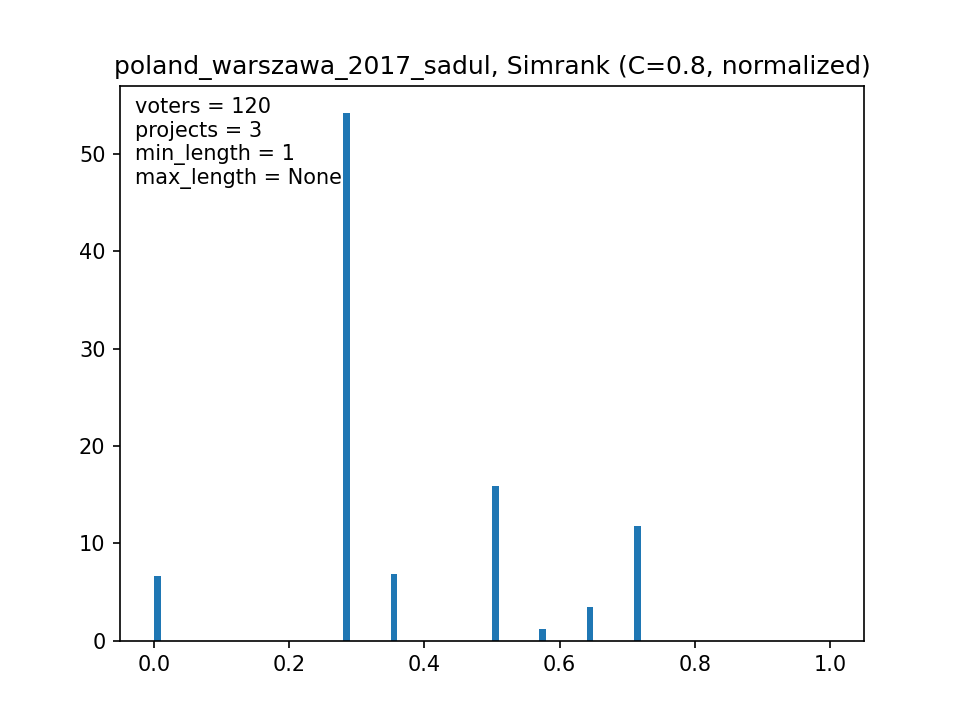 poland_warszawa_2017_sadul, Simrank (C=0.8, normalized)
voters = 120
projects = 3
min_length = 1
max_length = None
50
40
30
20
10
0
0.0 0.2 0.4 0.6 0.8 1.0